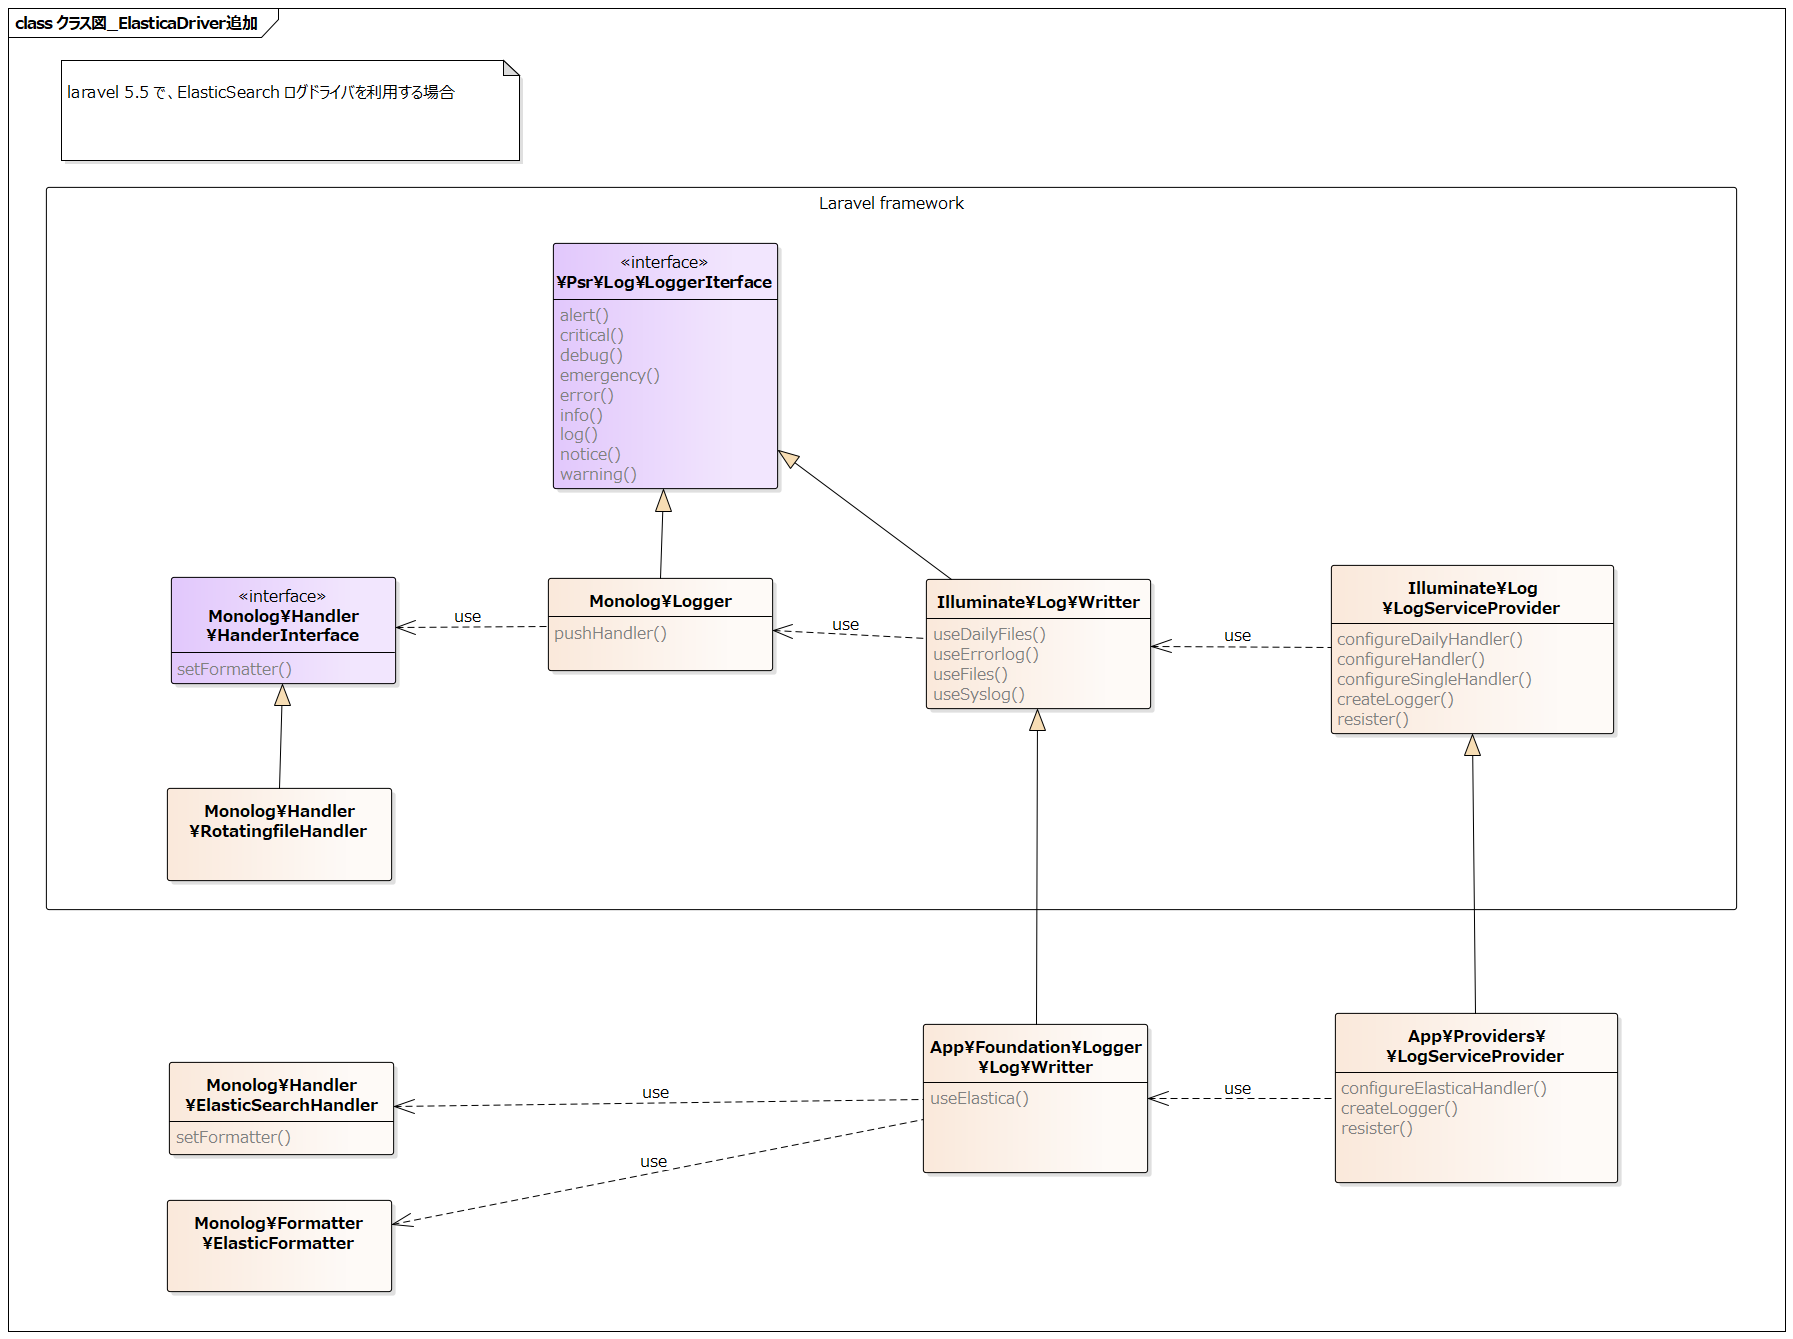 class クラス図_ElasticaDriver追加
laravel 5.5 で、ElasticSearch ログドライバを利用する場合
Laravel framework
«interface»
¥Psr¥Log¥LoggerIterface
alert()
critical()
debug()
emergency()
error()
info()
log()
notice()
warning()
«interface»
Monolog¥Handler
¥HanderInterface
setFormatter()
use
Monolog¥Logger
pushHandler()
use
Illuminate¥Log¥Writter
useDailyFiles()
useErrorlog()
useFiles()
useSyslog()
use
Illuminate¥Log
¥LogServiceProvider
configureDailyHandler()
configureHandler()
configureSingleHandler()
createLogger()
resister()
Monolog¥Handler
¥RotatingfileHandler
Monolog¥Handler
¥ElasticSearchHandler
setFormatter()
use
use
App¥Foundation¥Logger
¥Log¥Writter
useElastica()
use
App¥Providers¥
¥LogServiceProvider
configureElasticaHandler()
createLogger()
resister()
Monolog¥Formatter
¥ElasticFormatter